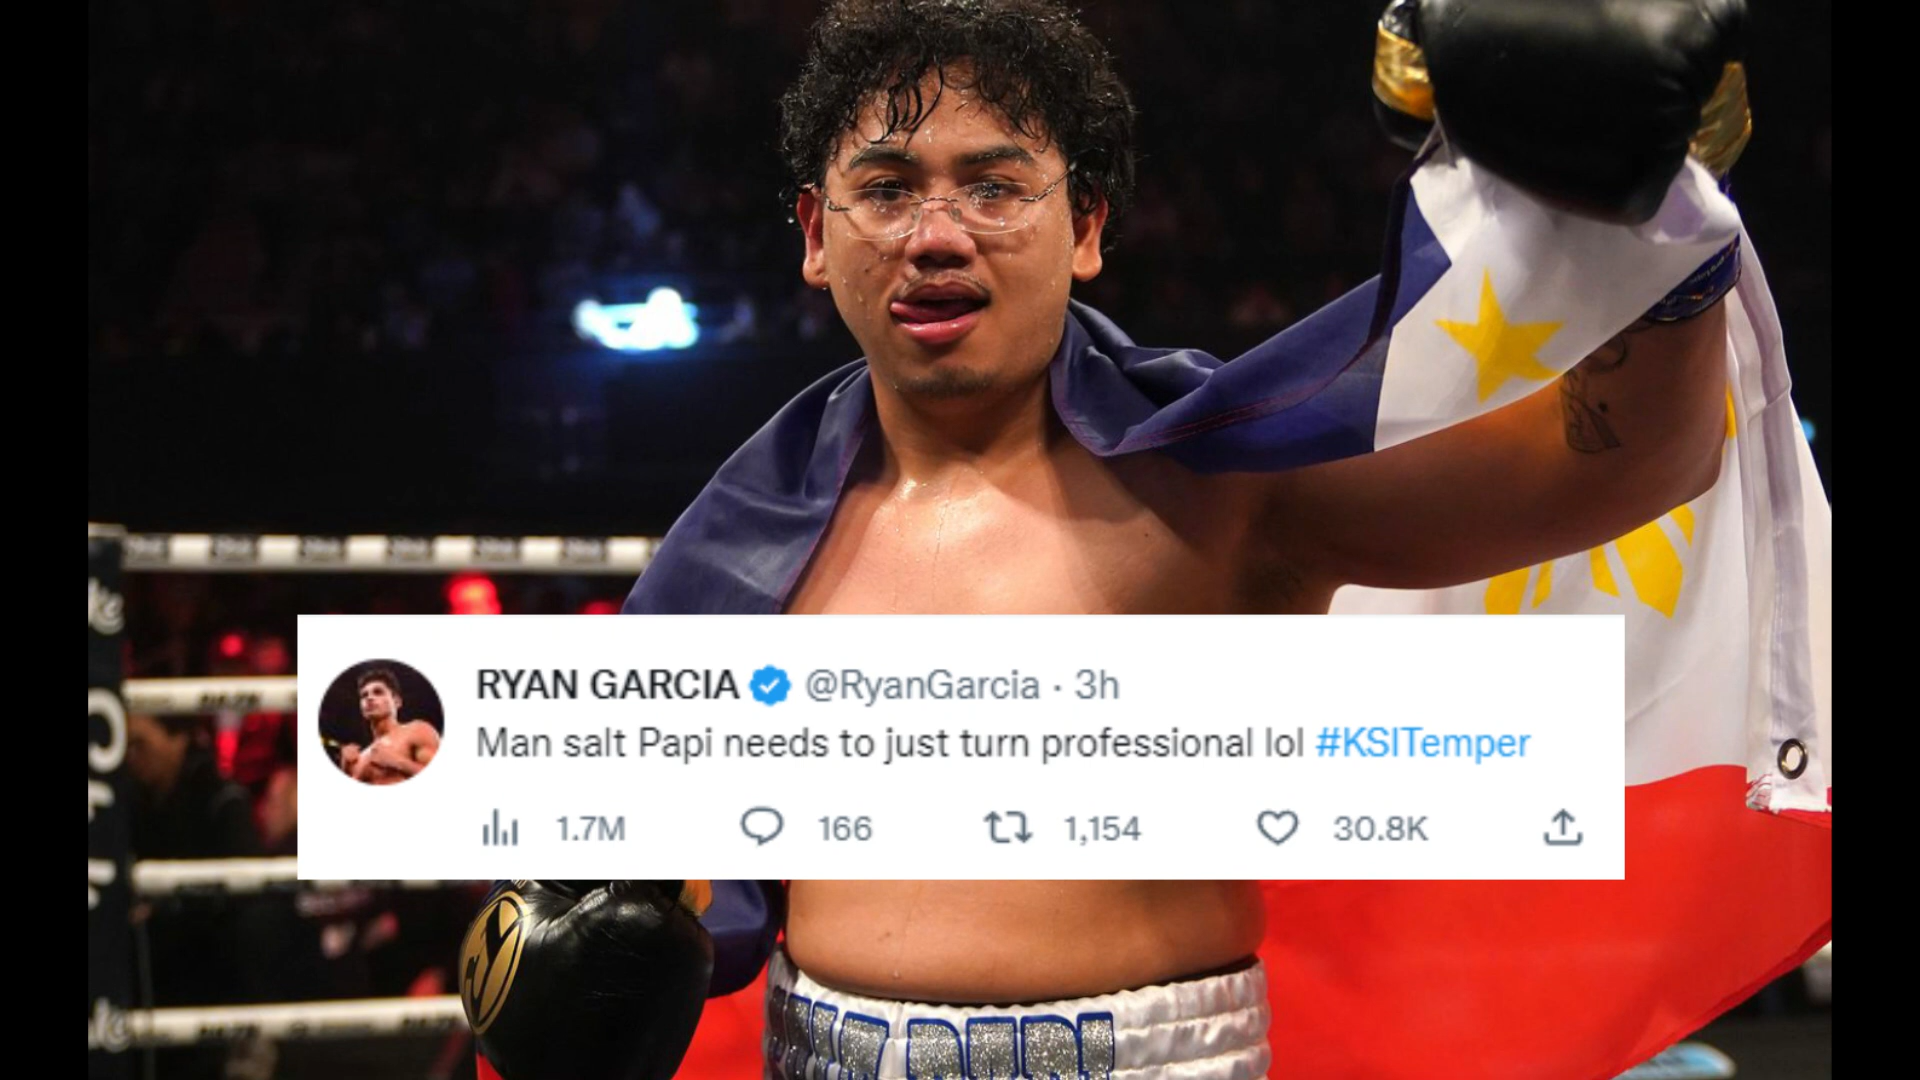 RYAN GARCIA @RyanGarcia · 3h
Man salt Papi needs to just turn professional lol #KSITemper
1.7M 166 1,154 30.8K
PAPI